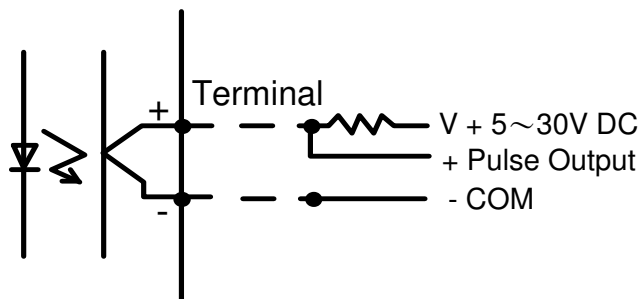 Terminal
+
V + 5～30V DC
+ Pulse Output
-
- COM